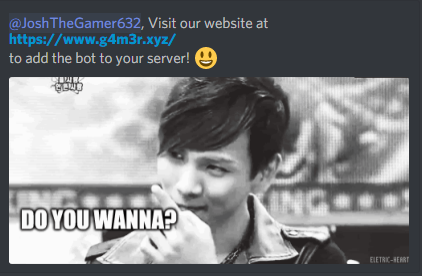 @JoshTheGamer632, Visit our website at
https://www.g4m3r.xyz/
to add the bot to your server!
DO YOU WANNA?
ELETRIC-HEART